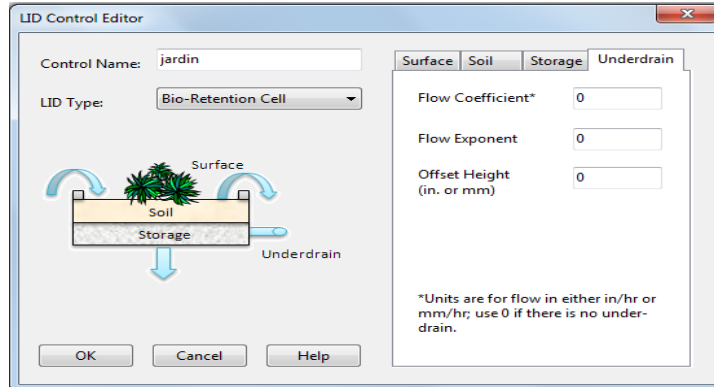 LID Control Editor
Control Name: jardin
LID Type: Bio-Retention Cell
Surface
Soil
Storage
Underdrain
OK Cancel Help
Surface Soil Storage Underdrain
Flow Coefficient* 0
Flow Exponent 0
Offset Height 0
(in. or mm)
*Units are for flow in either in/hr or
mm/hr; use 0 if there is no under-
drain.